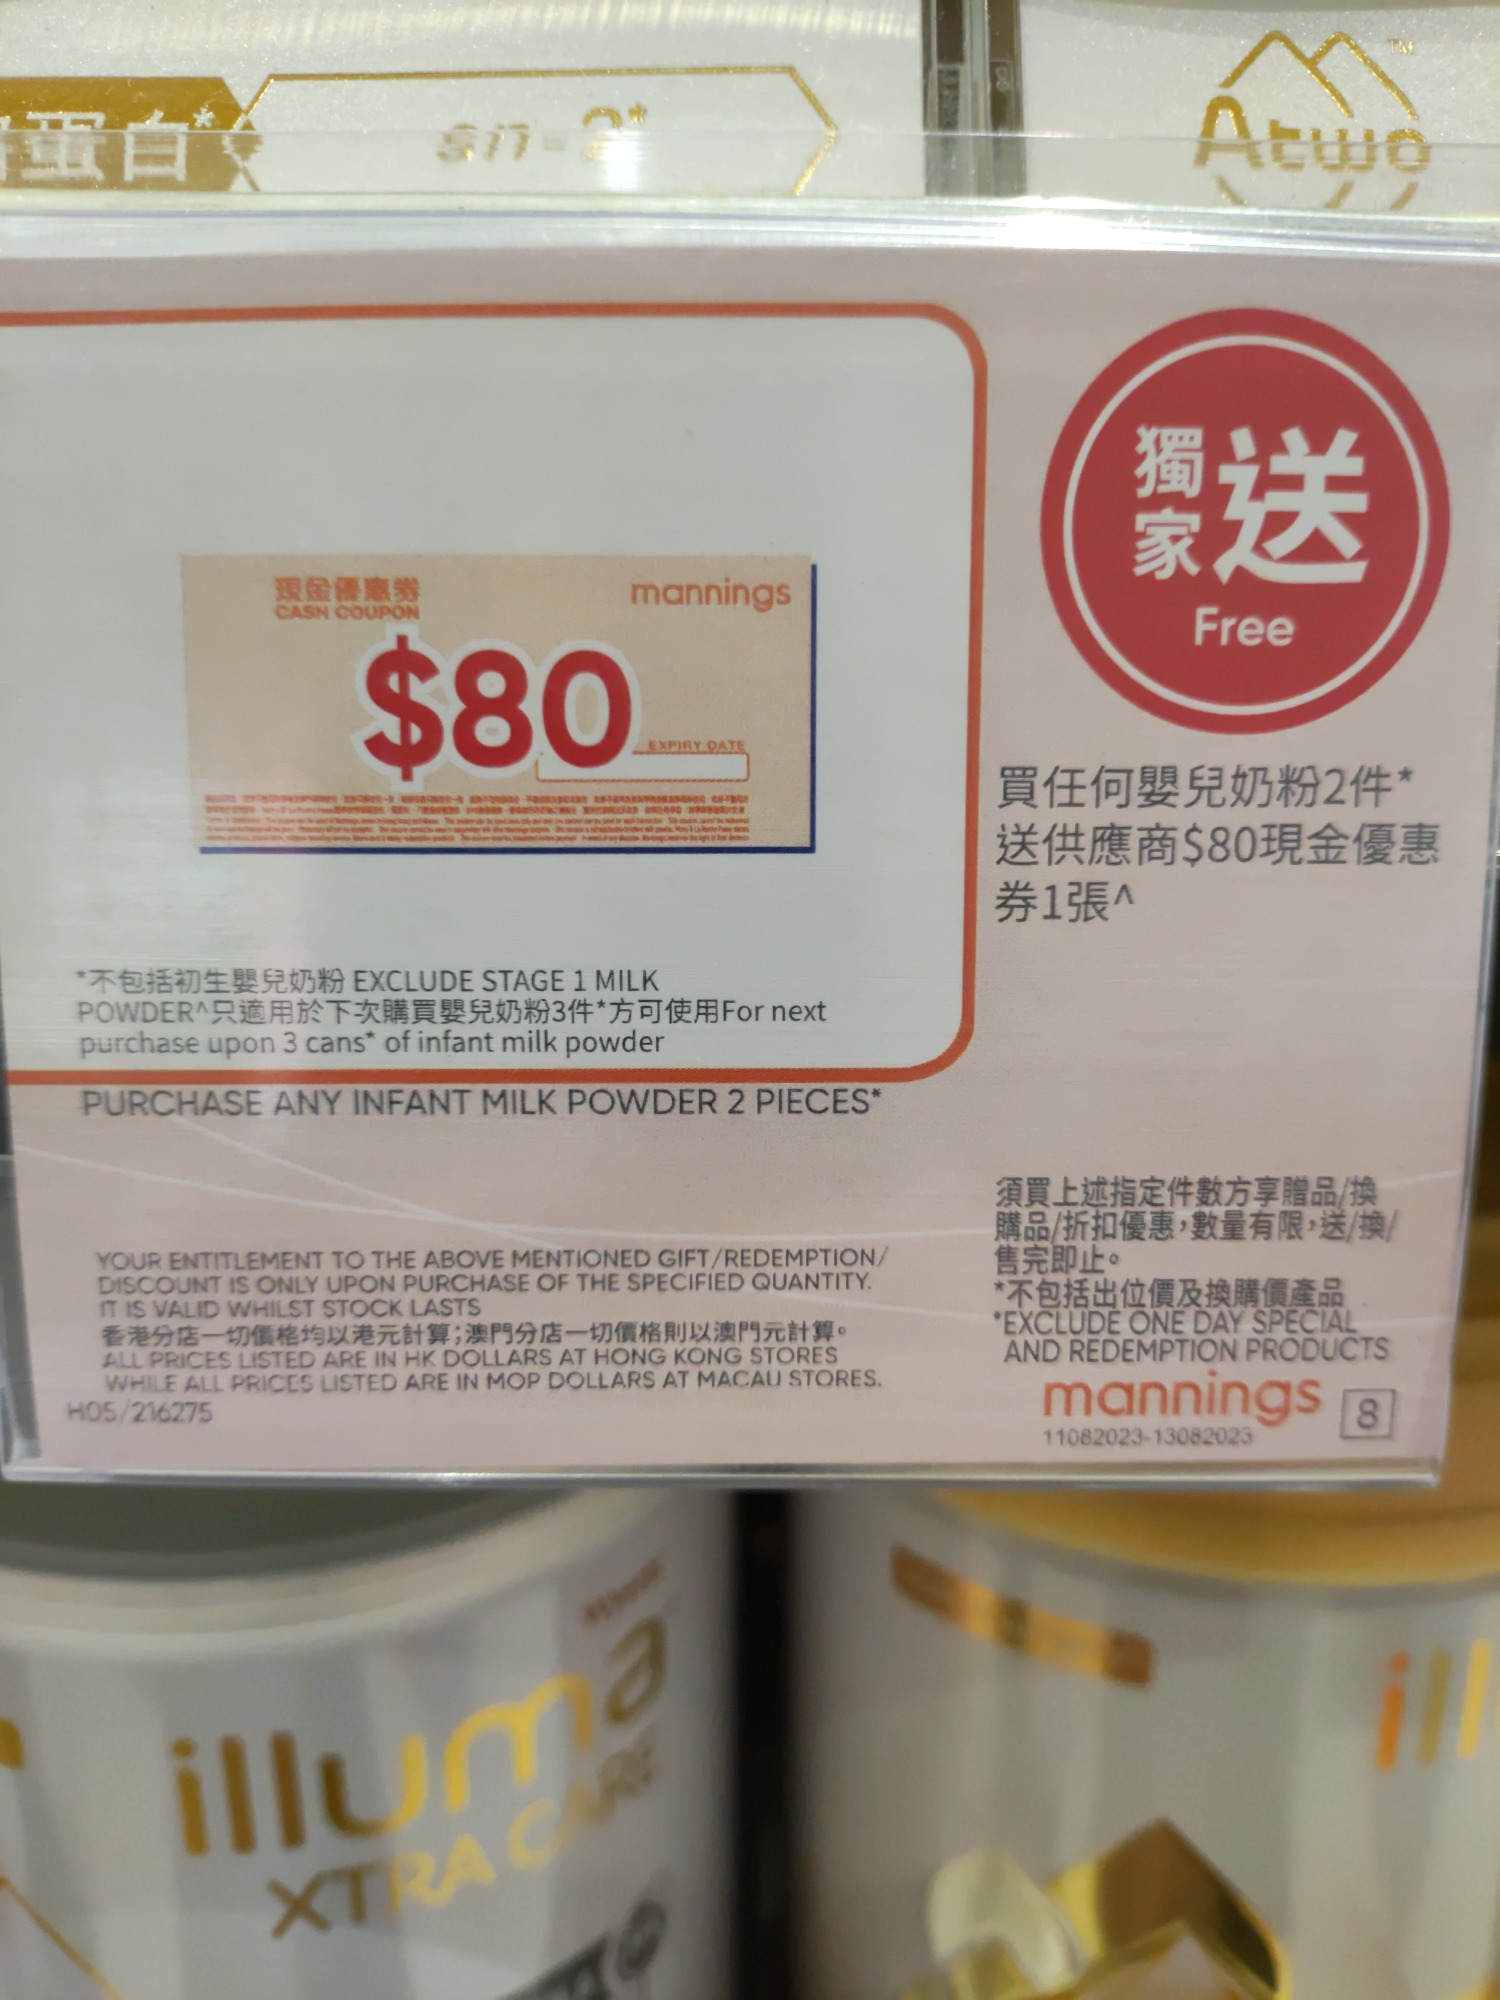 蛋白*
sn-2*
Atwo™
獨家送
Free
現金優惠券
CASH COUPON
mannings
$80
EXPIRY DATE
買任何嬰兒奶粉2件*
送供應商$80現金優惠
券1張^
*不包括初生嬰兒奶粉 EXCLUDE STAGE 1 MILK
POWDER^只適用於下次購買嬰兒奶粉3件*方可使用For next
purchase upon 3 cans* of infant milk powder
PURCHASE ANY INFANT MILK POWDER 2 PIECES*
須買上述指定件數方享贈品/換
購品/折扣優惠,數量有限,送/換/
售完即止。
*不包括出位價及換購價產品
*EXCLUDE ONE DAY SPECIAL
AND REDEMPTION PRODUCTS
YOUR ENTITLEMENT TO THE ABOVE MENTIONED GIFT/REDEMPTION/
DISCOUNT IS ONLY UPON PURCHASE OF THE SPECIFIED QUANTITY.
IT IS VALID WHILST STOCK LASTS
香港分店一切價格均以港元計算;澳門分店一切價格則以澳門元計算。
ALL PRICES LISTED ARE IN HK DOLLARS AT HONG KONG STORES
WHILE ALL PRICES LISTED ARE IN MOP DOLLARS AT MACAU STORES.
H05/216275
mannings 8
11082023-13082023
illuma
XTRA CARE
ill